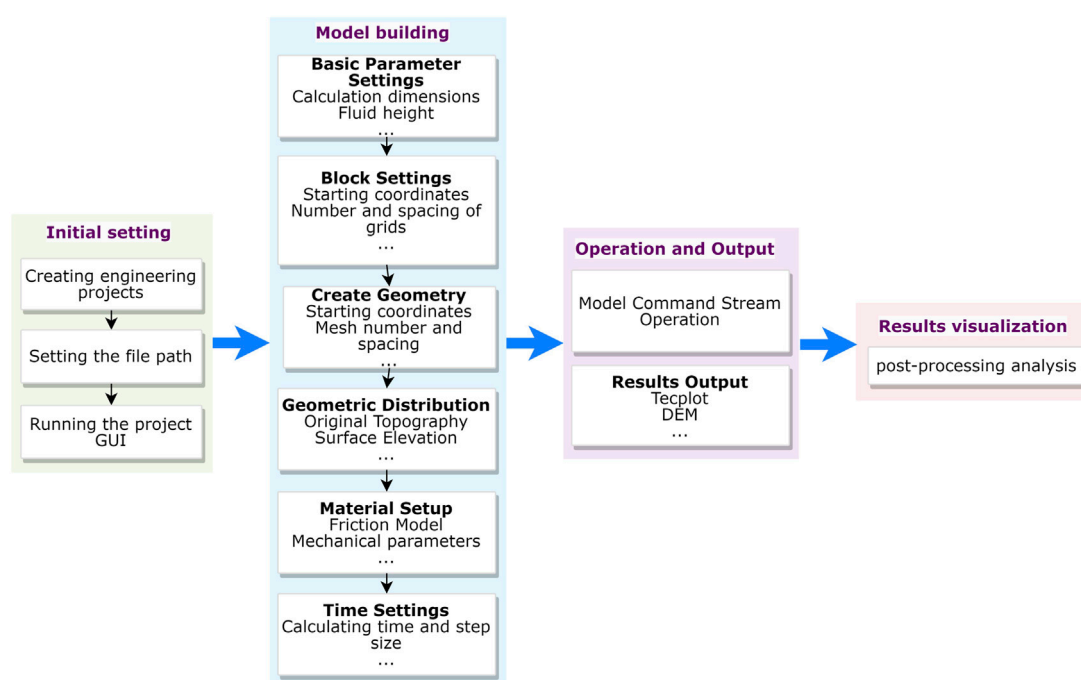 Initial setting
Creating engineering
projects
Setting the file path
Running the project
GUI
Model building
Basic Parameter
Settings
Calculation dimensions
Fluid height
...
Block Settings
Starting coordinates
Number and spacing of
grids
...
Create Geometry
Starting coordinates
Mesh number and
spacing
...
Geometric Distribution
Original Topography
Surface Elevation
...
Material Setup
Friction Model
Mechanical parameters
...
Time Settings
Calculating time and step
size
...
Operation and Output
Model Command Stream
Operation
Results Output
Tecplot
DEM
...
Results visualization
post-processing analysis